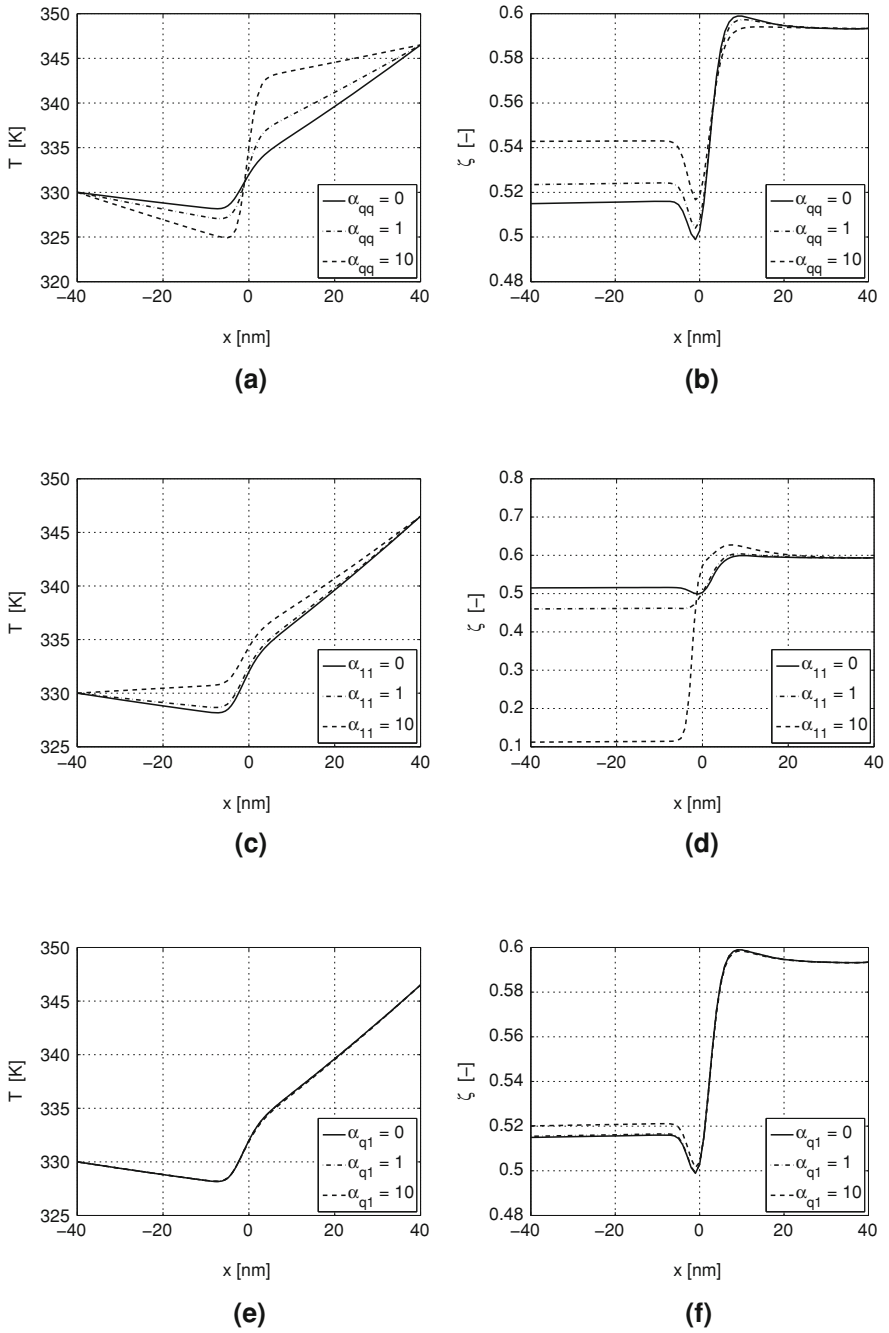 350
345
340
335
330
325
320
T [K]
−40
−20
0
20
40
x [nm]
α_qq = 0
α_qq = 1
α_qq = 10
(a)
0.6
0.58
0.56
0.54
0.52
0.5
0.48
ζ [−]
−40
−20
0
20
40
x [nm]
α_qq = 0
α_qq = 1
α_qq = 10
(b)
350
345
340
335
330
325
T [K]
−40
−20
0
20
40
x [nm]
α_11 = 0
α_11 = 1
α_11 = 10
(c)
0.8
0.7
0.6
0.5
0.4
0.3
0.2
0.1
ζ [−]
−40
−20
0
20
40
x [nm]
α_11 = 0
α_11 = 1
α_11 = 10
(d)
350
345
340
335
330
325
T [K]
−40
−20
0
20
40
x [nm]
α_q1 = 0
α_q1 = 1
α_q1 = 10
(e)
0.6
0.58
0.56
0.54
0.52
0.5
0.48
ζ [−]
−40
−20
0
20
40
x [nm]
α_q1 = 0
α_q1 = 1
α_q1 = 10
(f)